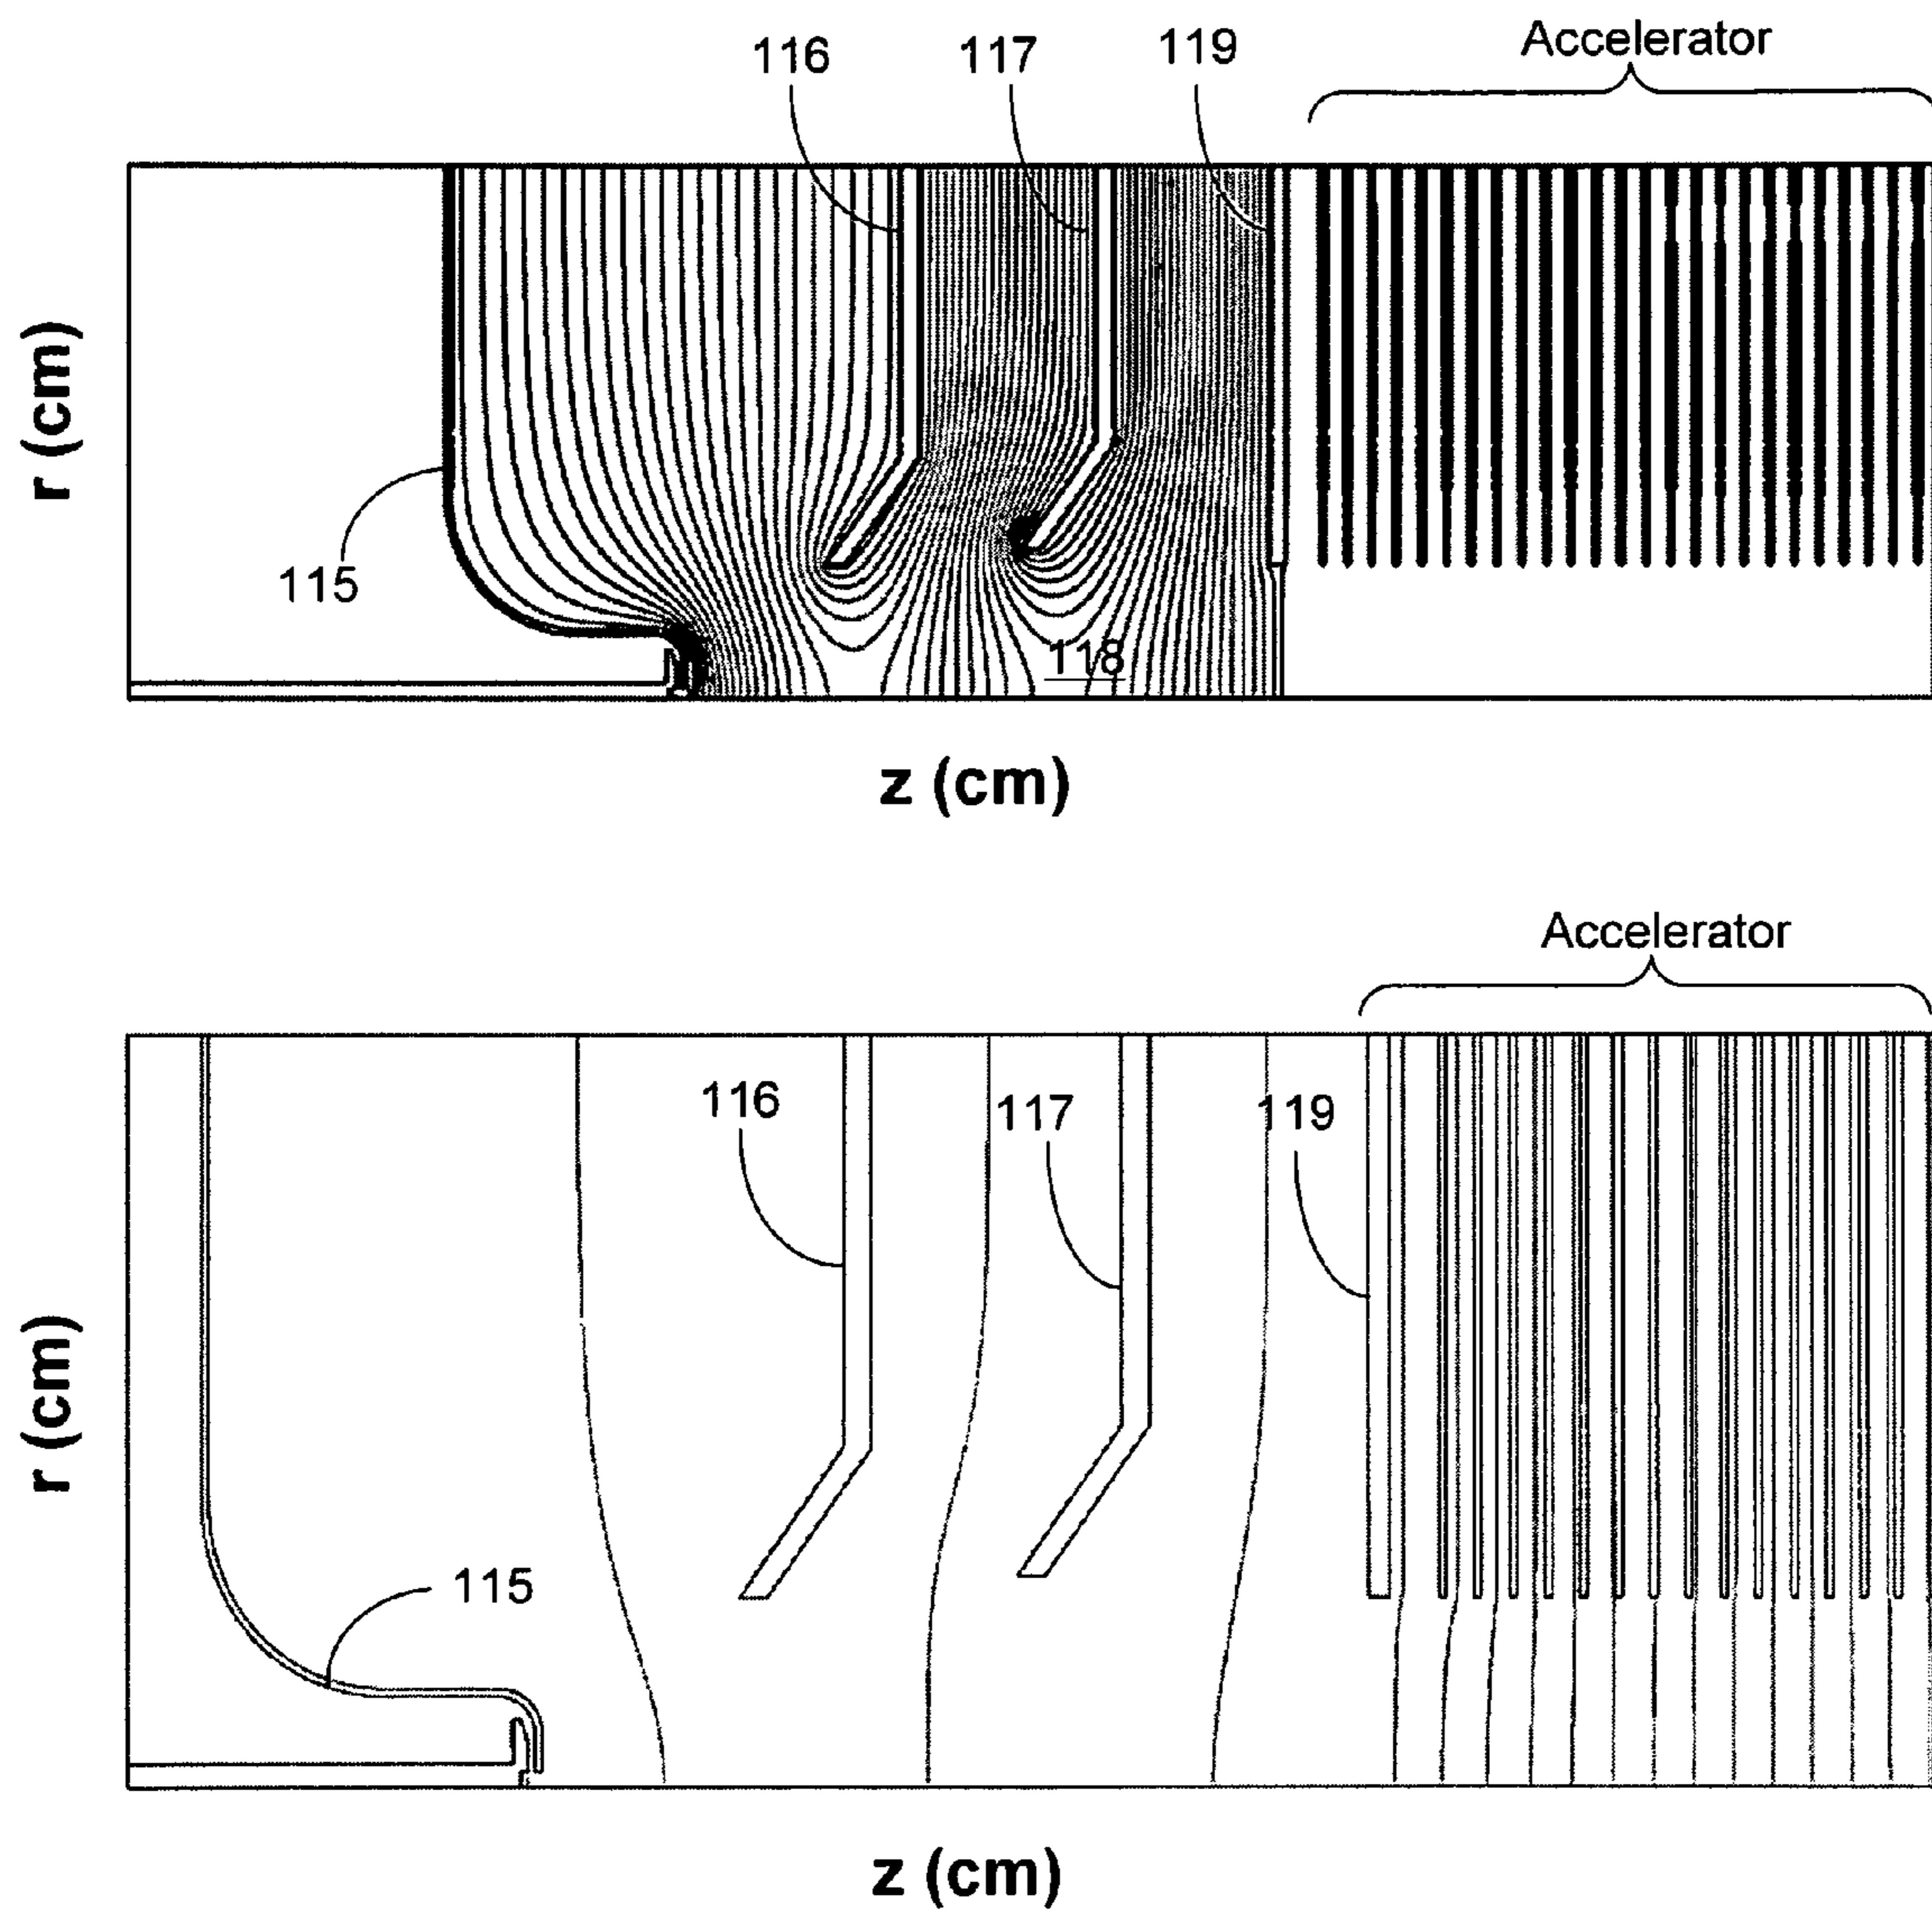 116 117 119 Accelerator
r (cm)
115
118
z (cm)
Accelerator
116 117 119
r (cm)
115
z (cm)